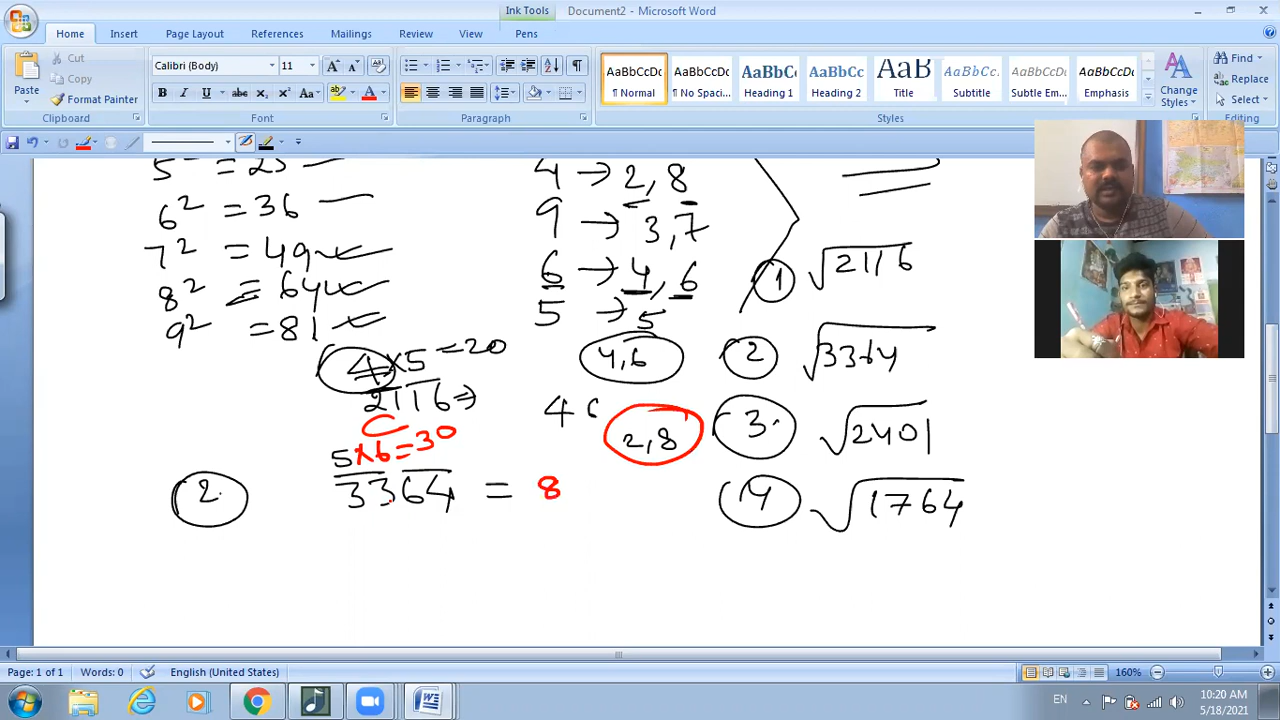 Ink Tools
Document2 - Microsoft Word
Home Insert Page Layout References Mailings Review View Pens
Paste
Cut
Copy
Format Painter
Clipboard
Calibri (Body) 11
B I U
Font
Paragraph
AaBbCcDc AaBbCcDc AaBbC AaBbCc AaB AaBbCc. AaBbCcDc AaBbCcDc
¶ Normal ¶ No Spaci... Heading 1 Heading 2 Title Subtitle Subtle Em... Emphasis
Styles
Change Styles
Find
Replace
Select
Editing
5² = 25
6² = 36
7² = 49
8² = 64
9² = 81
4 → 2, 8
9 → 3, 7
6 → 4, 6
5 → 5
① √2116
4×5 = 20
4,6
② √3364
2116 ⇒ 46
2,8
③ √2401
5×6=30
2. 3364 = 8
④ √1764
Page: 1 of 1 Words: 0 English (United States) 160%
EN 10:20 AM
5/18/2021